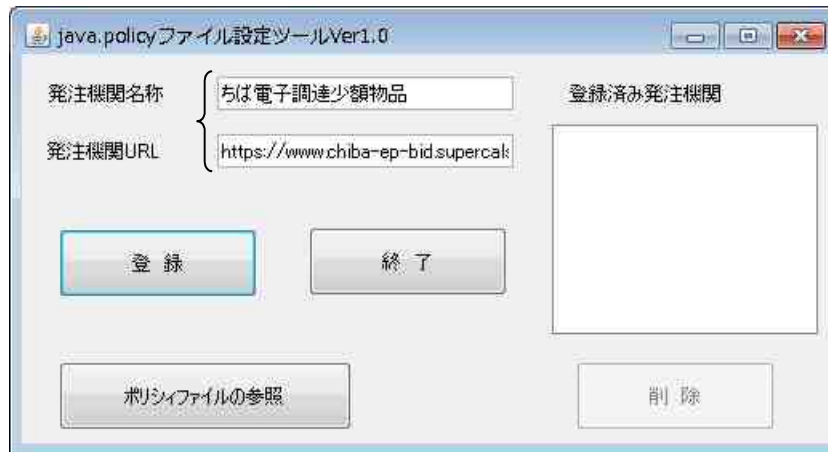 java.policyファイル設定ツールVer1.0
発注機関名称
ちば電子調達少額物品
登録済み発注機関
発注機関URL
https://www.chiba-ep-bid.supercals
登 録
終 了
ポリシィファイルの参照
削 除